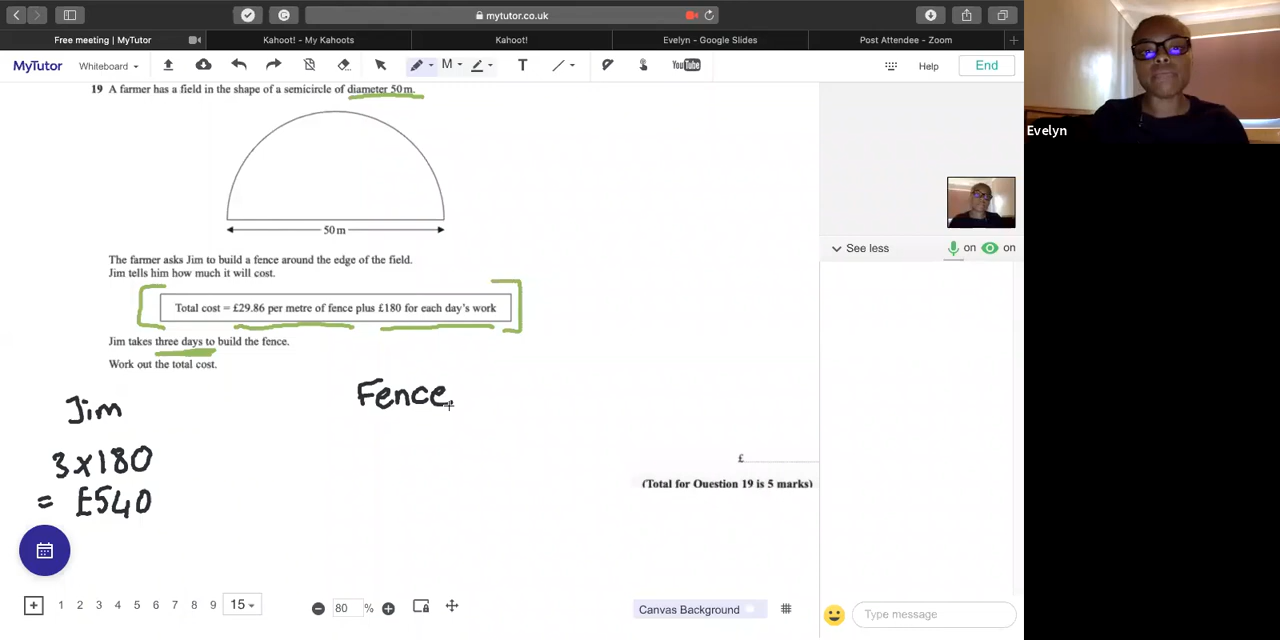 mytutor.co.uk
Free meeting | MyTutor
Kahoot! - My Kahoots
Kahoot!
Evelyn - Google Slides
Post Attendee - Zoom
MyTutor
Whiteboard
M
T
YouTube
Help
End
19 A farmer has a field in the shape of a semicircle of diameter 50 m.
50 m
The farmer asks Jim to build a fence around the edge of the field.
Jim tells him how much it will cost.
Total cost = £29.86 per metre of fence plus £180 for each day's work
Jim takes three days to build the fence.
Work out the total cost.
Jim
3 x 180
= £540
Fence
£
(Total for Question 19 is 5 marks)
+ 1 2 3 4 5 6 7 8 9 15
80 %
Canvas Background
Evelyn
See less
on
on
Type message